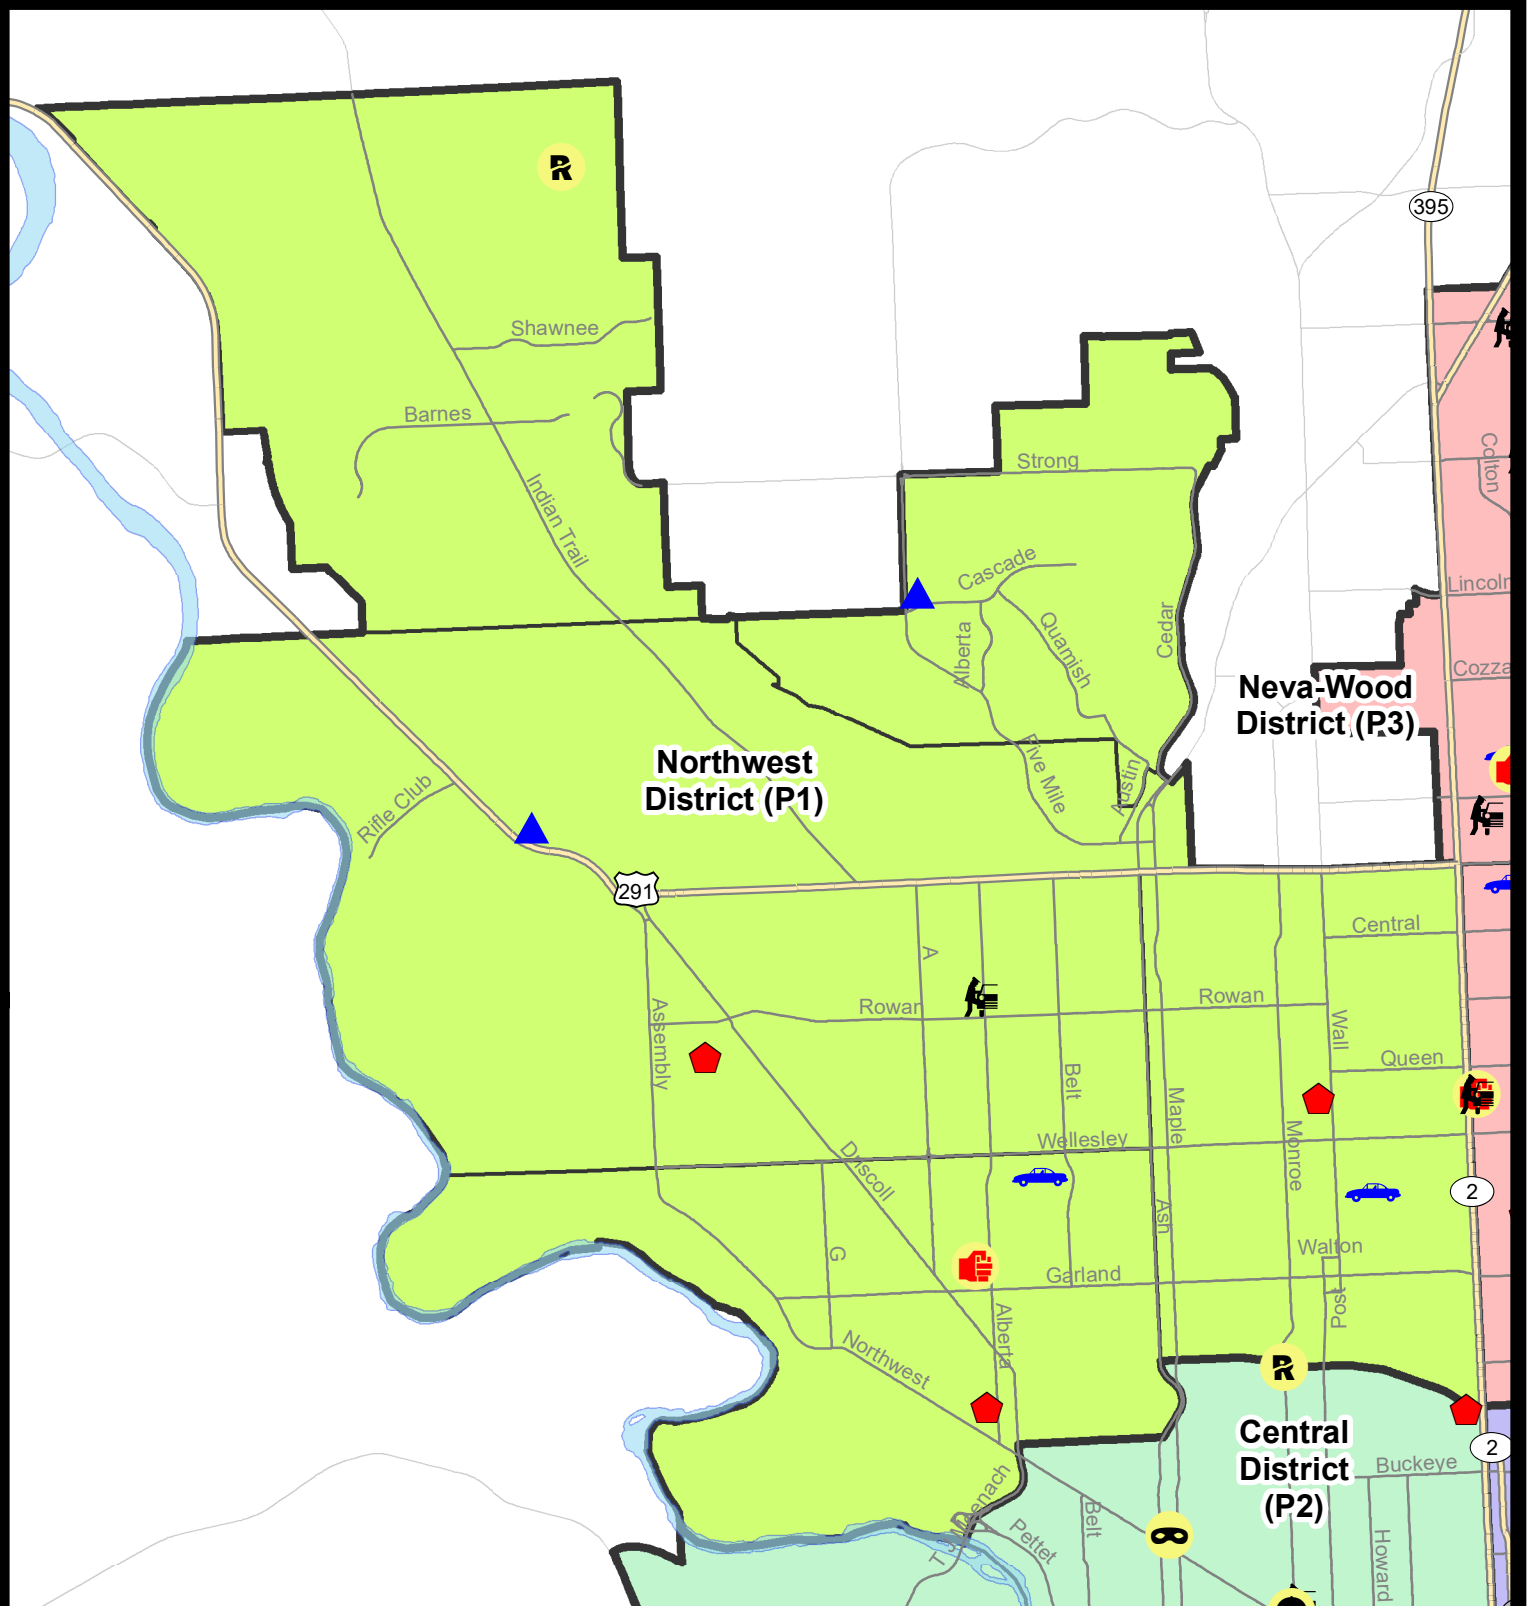 395
Shawnee
Barnes
Colton
Strong
Indian Trail
Cascade
Lincoln
Alberta
Quamish
Cedar
Cozza
Neva-Wood
District (P3)
Northwest
District (P1)
Five Mile
Austin
Rifle Club
291
Central
A
Rowan
Rowan
Assembly
Wall
Queen
Belt
Maple
Wellesley
Monroe
Driscoll
2
Ash
G
Walton
Garland
Post
Alberta
Northwest
Central
District
(P2)
2
Buckeye
T J Meenach
Pettet
Belt
Howard
R
R